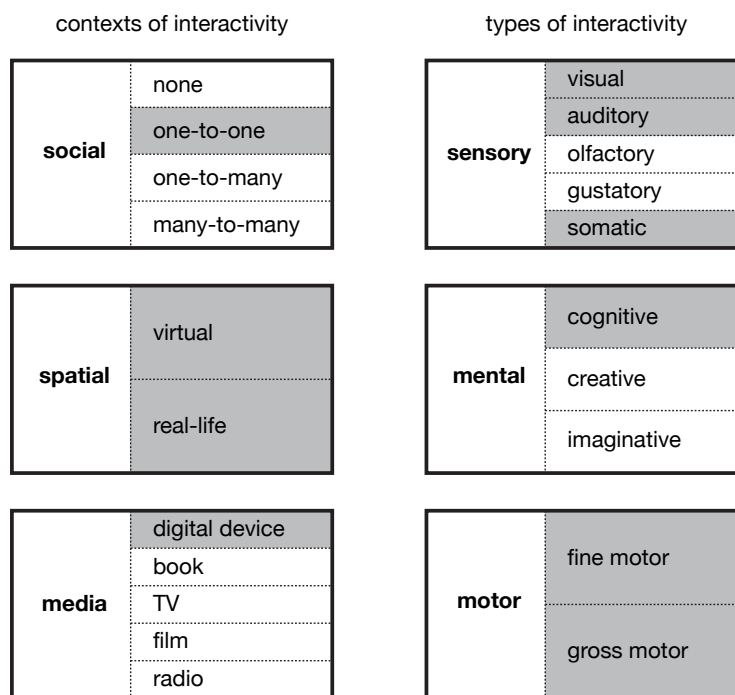 contexts of interactivity
social
none
one-to-one
one-to-many
many-to-many
spatial
virtual
real-life
media
digital device
book
TV
film
radio
types of interactivity
sensory
visual
auditory
olfactory
gustatory
somatic
mental
cognitive
creative
imaginative
motor
fine motor
gross motor